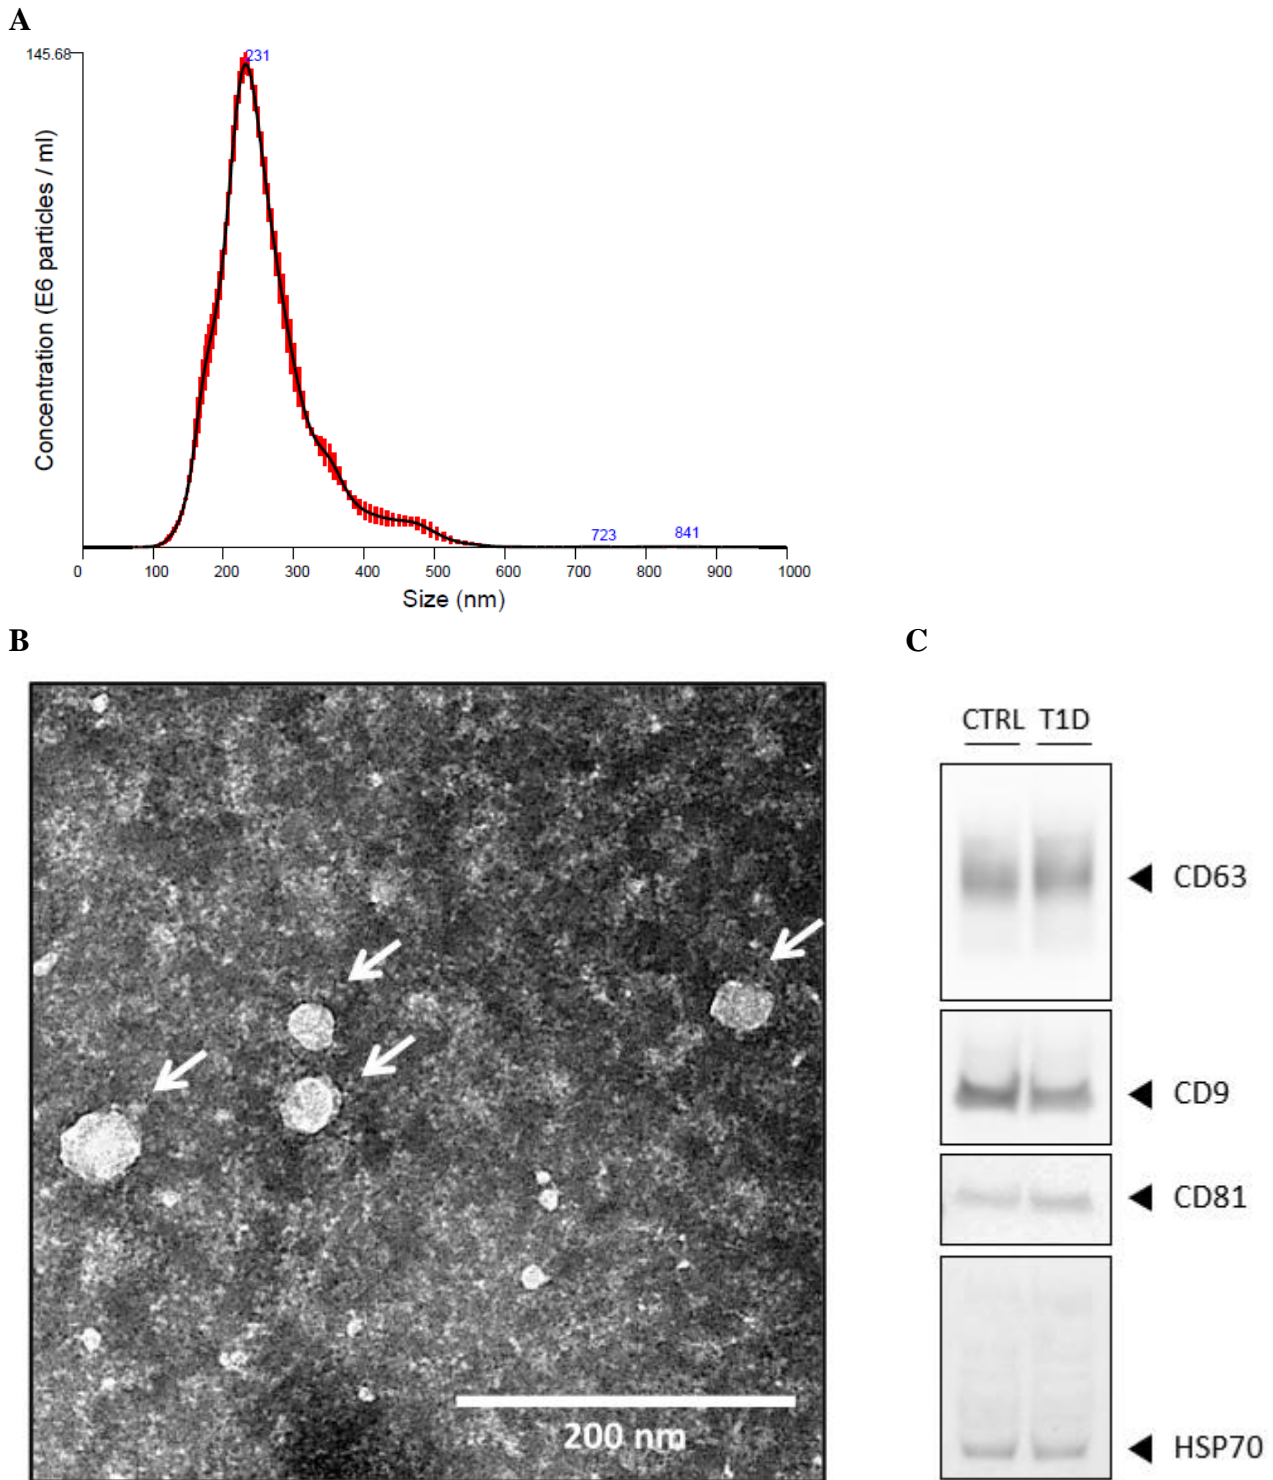 A
145.68
231
Concentration (E6 particles / ml)
723
841
0 100 200 300 400 500 600 700 800 900 1000
Size (nm)
B
C
CTRL T1D
CD63
CD9
CD81
200 nm
HSP70